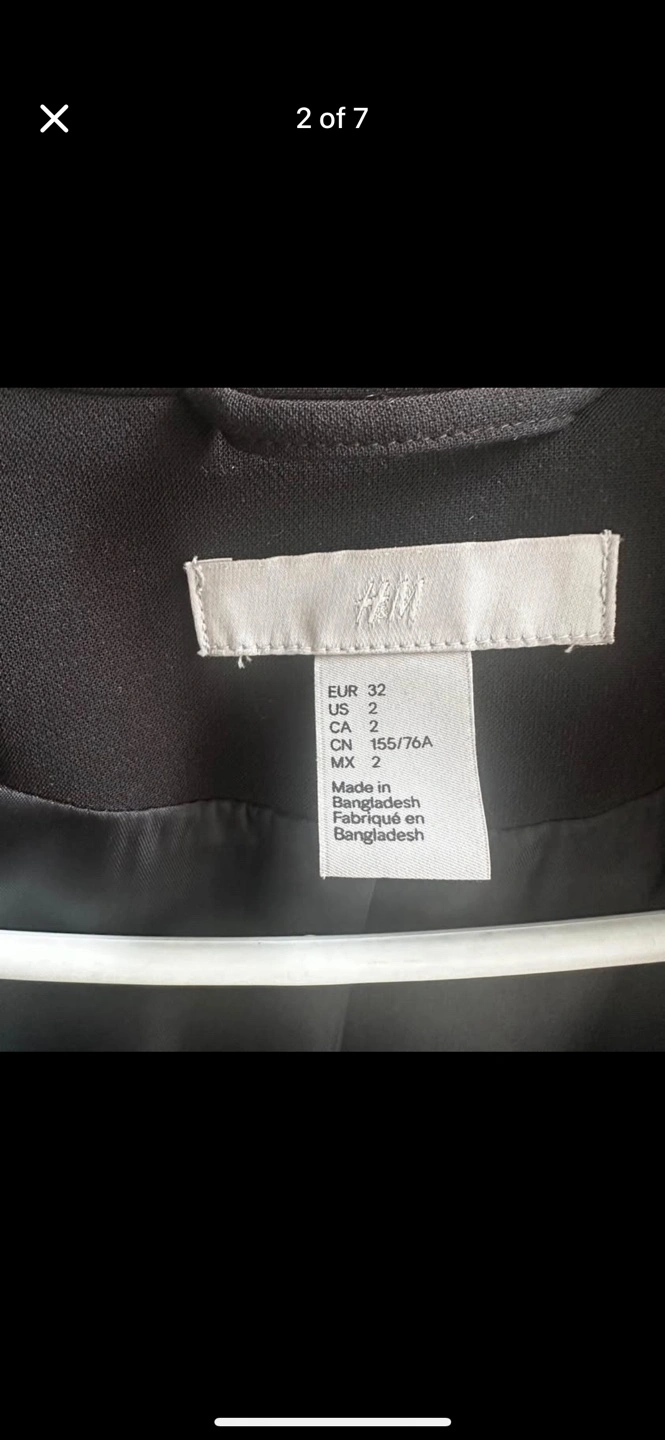 2 of 7
H&M
EUR 32
US 2
CA 2
CN 155/76A
MX 2
Made in
Bangladesh
Fabriqué en
Bangladesh